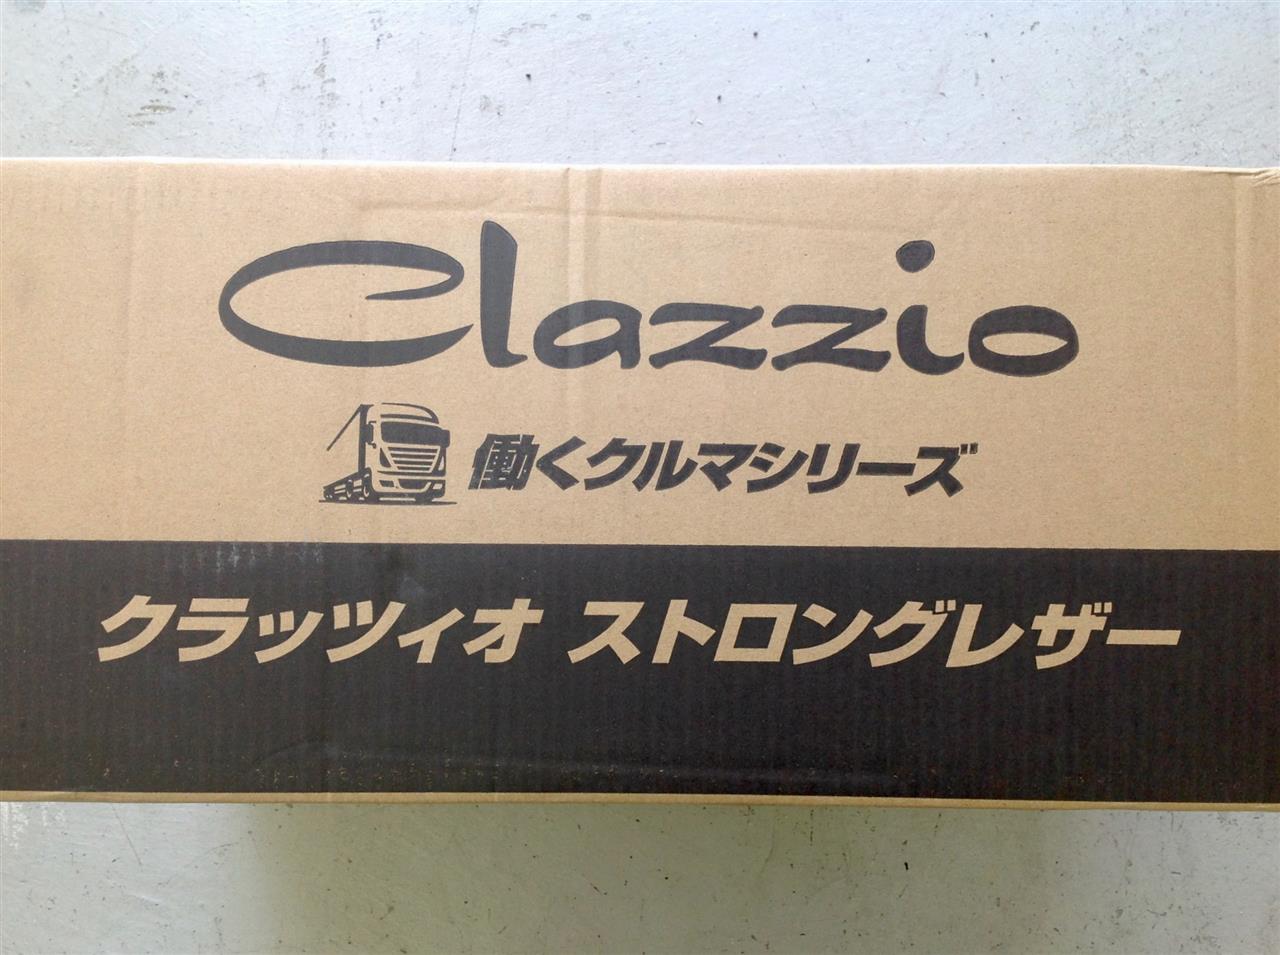 Clazzio
働くクルマシリーズ
クラッツィオ ストロングレザー